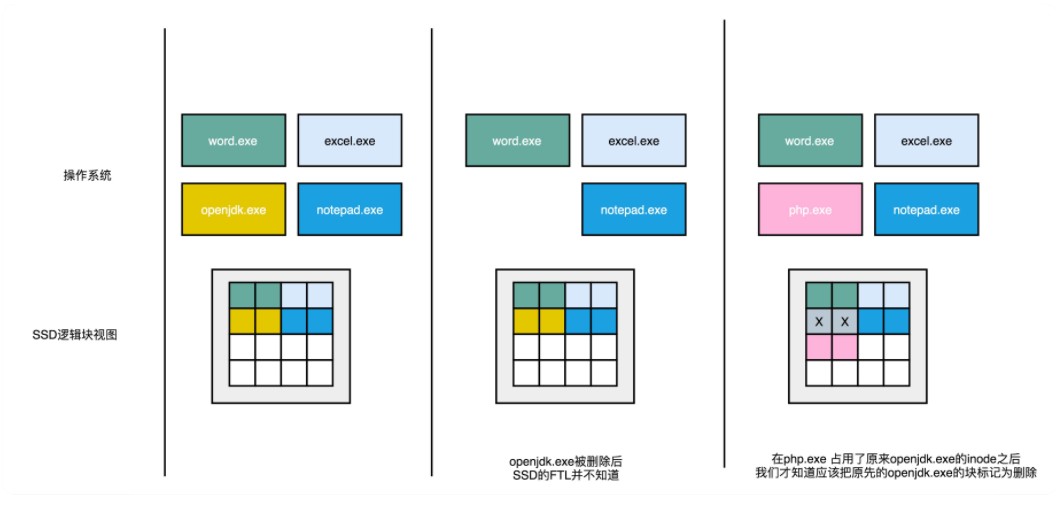 word.exe
excel.exe
word.exe
excel.exe
word.exe
excel.exe
操作系统
openjdk.exe
notepad.exe
notepad.exe
php.exe
notepad.exe
SSD逻辑块视图
X
X
openjdk.exe被删除后
SSD的FTL并不知道
在php.exe 占用了原来openjdk.exe的inode之后
我们才知道应该把原先的openjdk.exe的块标记为删除